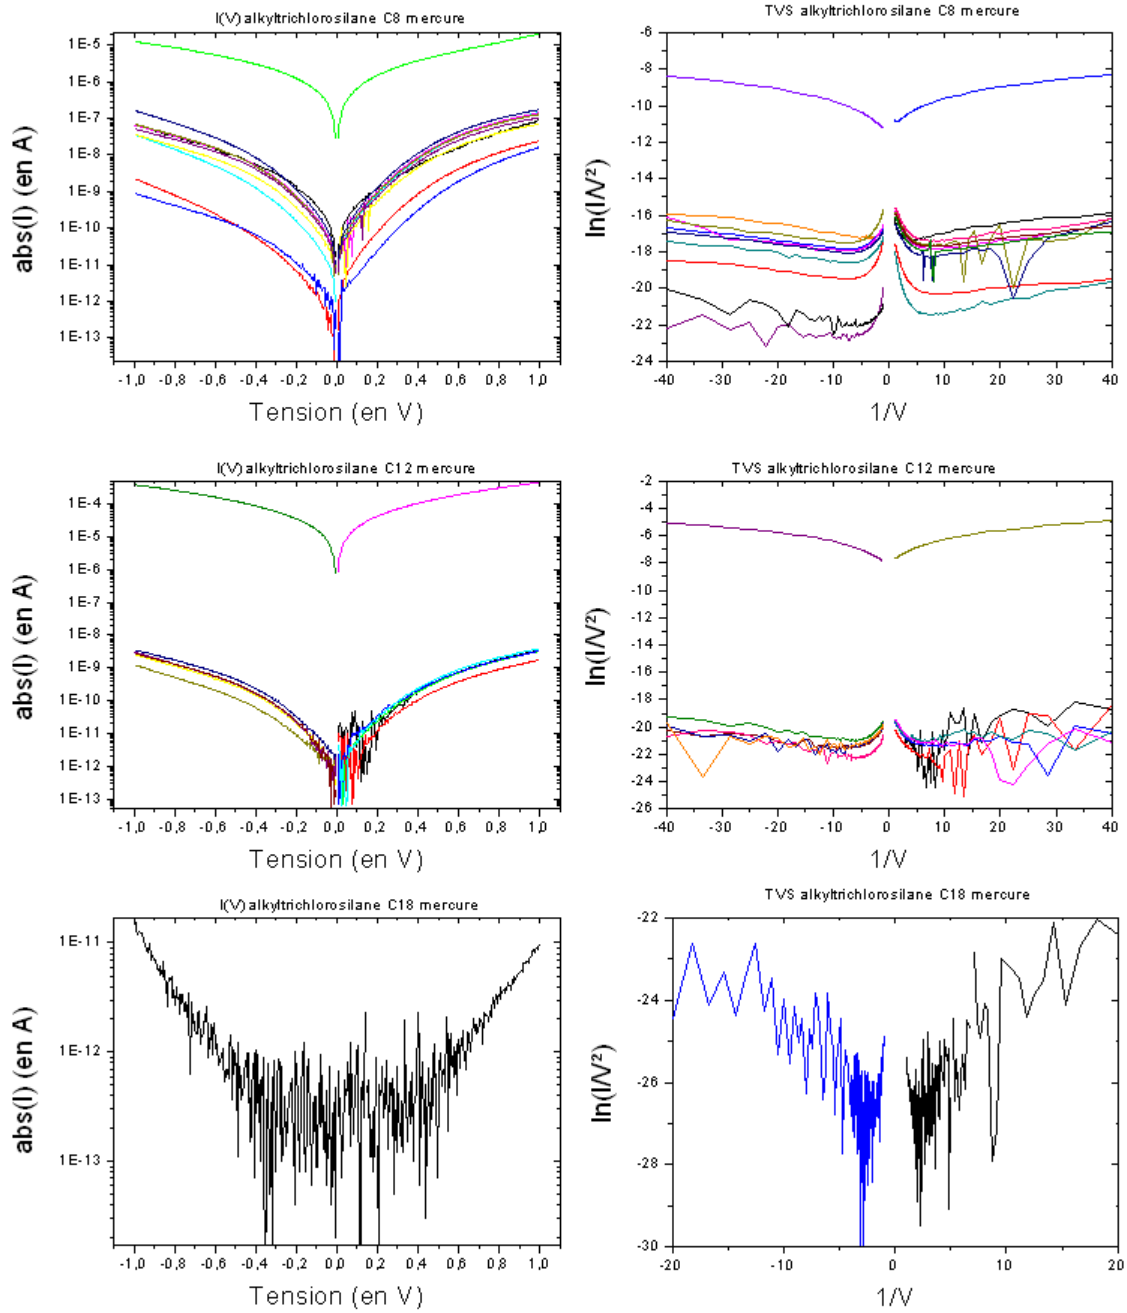 I(V) alkyltrichlorosilane C8 mercure
abs(I) (en A)
1E-5
1E-6
1E-7
1E-8
1E-9
1E-10
1E-11
1E-12
1E-13
-1,0 -0,8 -0,6 -0,4 -0,2 0,0 0,2 0,4 0,6 0,8 1,0
Tension (en V)
TVS alkyltrichlorosilane C8 mercure
ln(I/V²)
-6
-8
-10
-12
-14
-16
-18
-20
-22
-24
-40 -30 -20 -10 0 10 20 30 40
1/V
I(V) alkyltrichlorosilane C12 mercure
abs(I) (en A)
1E-4
1E-5
1E-6
1E-7
1E-8
1E-9
1E-10
1E-11
1E-12
1E-13
-1,0 -0,8 -0,6 -0,4 -0,2 0,0 0,2 0,4 0,6 0,8 1,0
Tension (en V)
TVS alkyltrichlorosilane C12 mercure
ln(I/V²)
-2
-4
-6
-8
-10
-12
-14
-16
-18
-20
-22
-24
-26
-40 -30 -20 -10 0 10 20 30 40
1/V
I(V) alkyltrichlorosilane C18 mercure
abs(I) (en A)
1E-11
1E-12
1E-13
-1,0 -0,8 -0,6 -0,4 -0,2 0,0 0,2 0,4 0,6 0,8 1,0
Tension (en V)
TVS alkyltrichlorosilane C18 mercure
ln(I/V²)
-22
-24
-26
-28
-30
-20 -10 0 10 20
1/V